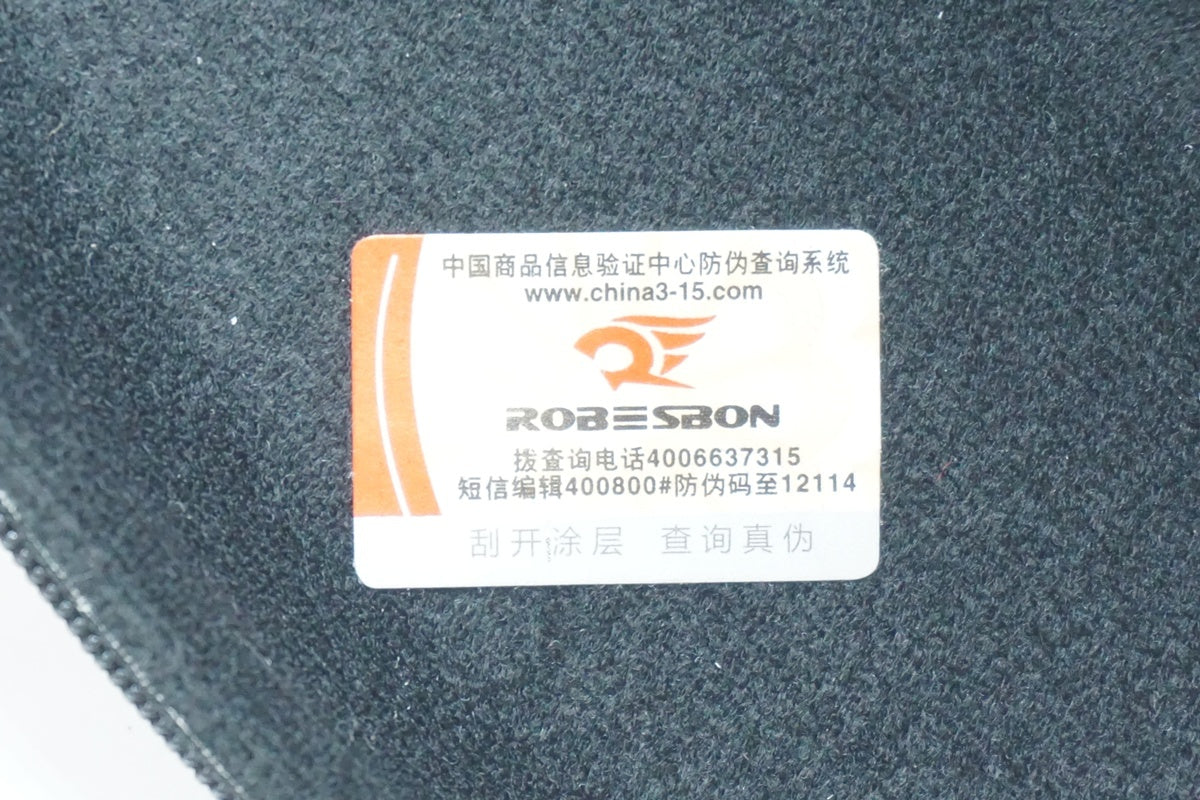 中国商品信息验证中心防伪查询系统
www.china3-15.com
ROBESBON
拨查询电话4006637315
短信编辑400800#防伪码至12114
刮开涂层 查询真伪